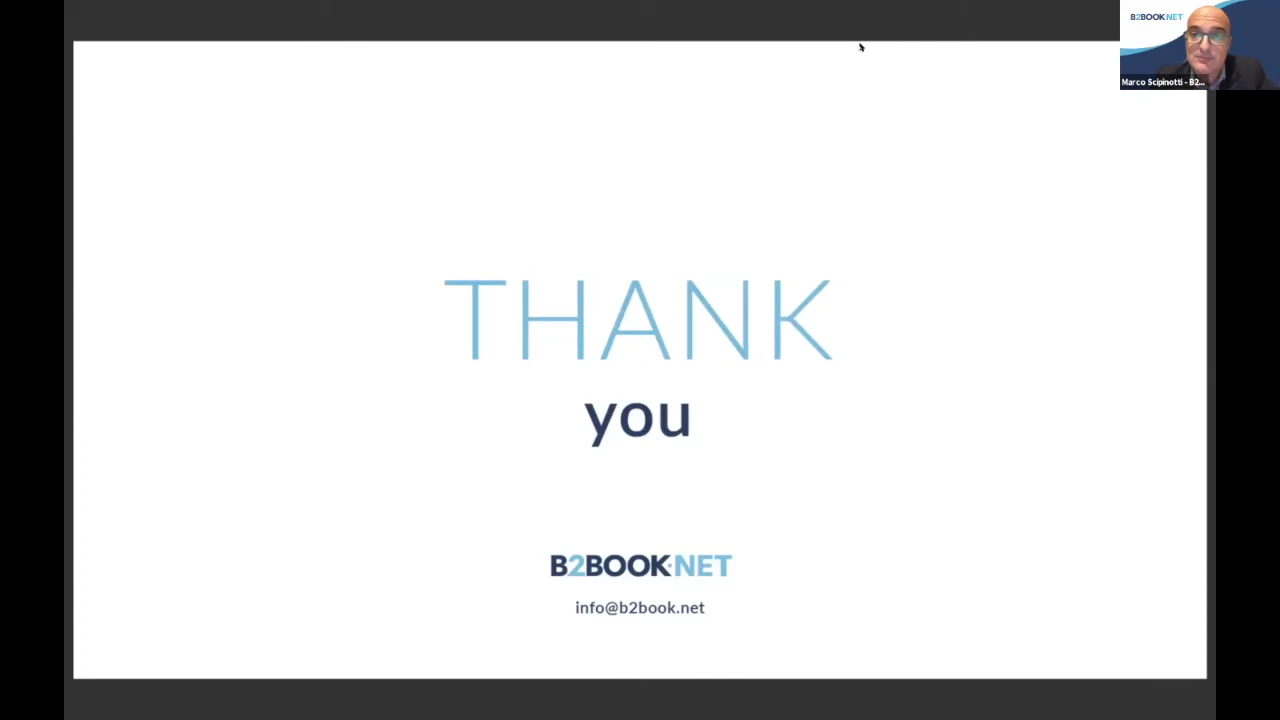 B2BOOK.NET
Marco Scipinotti - B2...
THANK
you
B2BOOK.NET
info@b2book.net